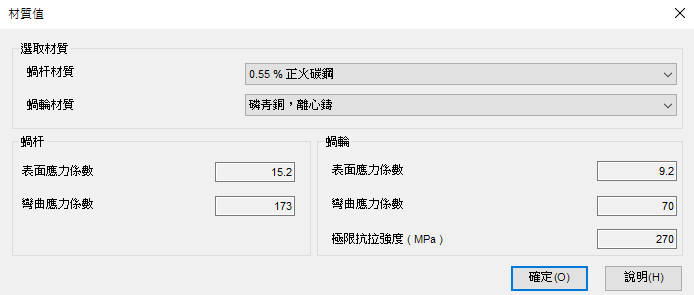 材質值
選取材質
蝸杆材質
0.55 % 正火碳鋼
蝸輪材質
磷青銅，離心鑄
蝸杆
表面應力係數
15.2
彎曲應力係數
173
蝸輪
表面應力係數
9.2
彎曲應力係數
70
極限抗拉強度 ( MPa )
270
確定(O)
說明(H)